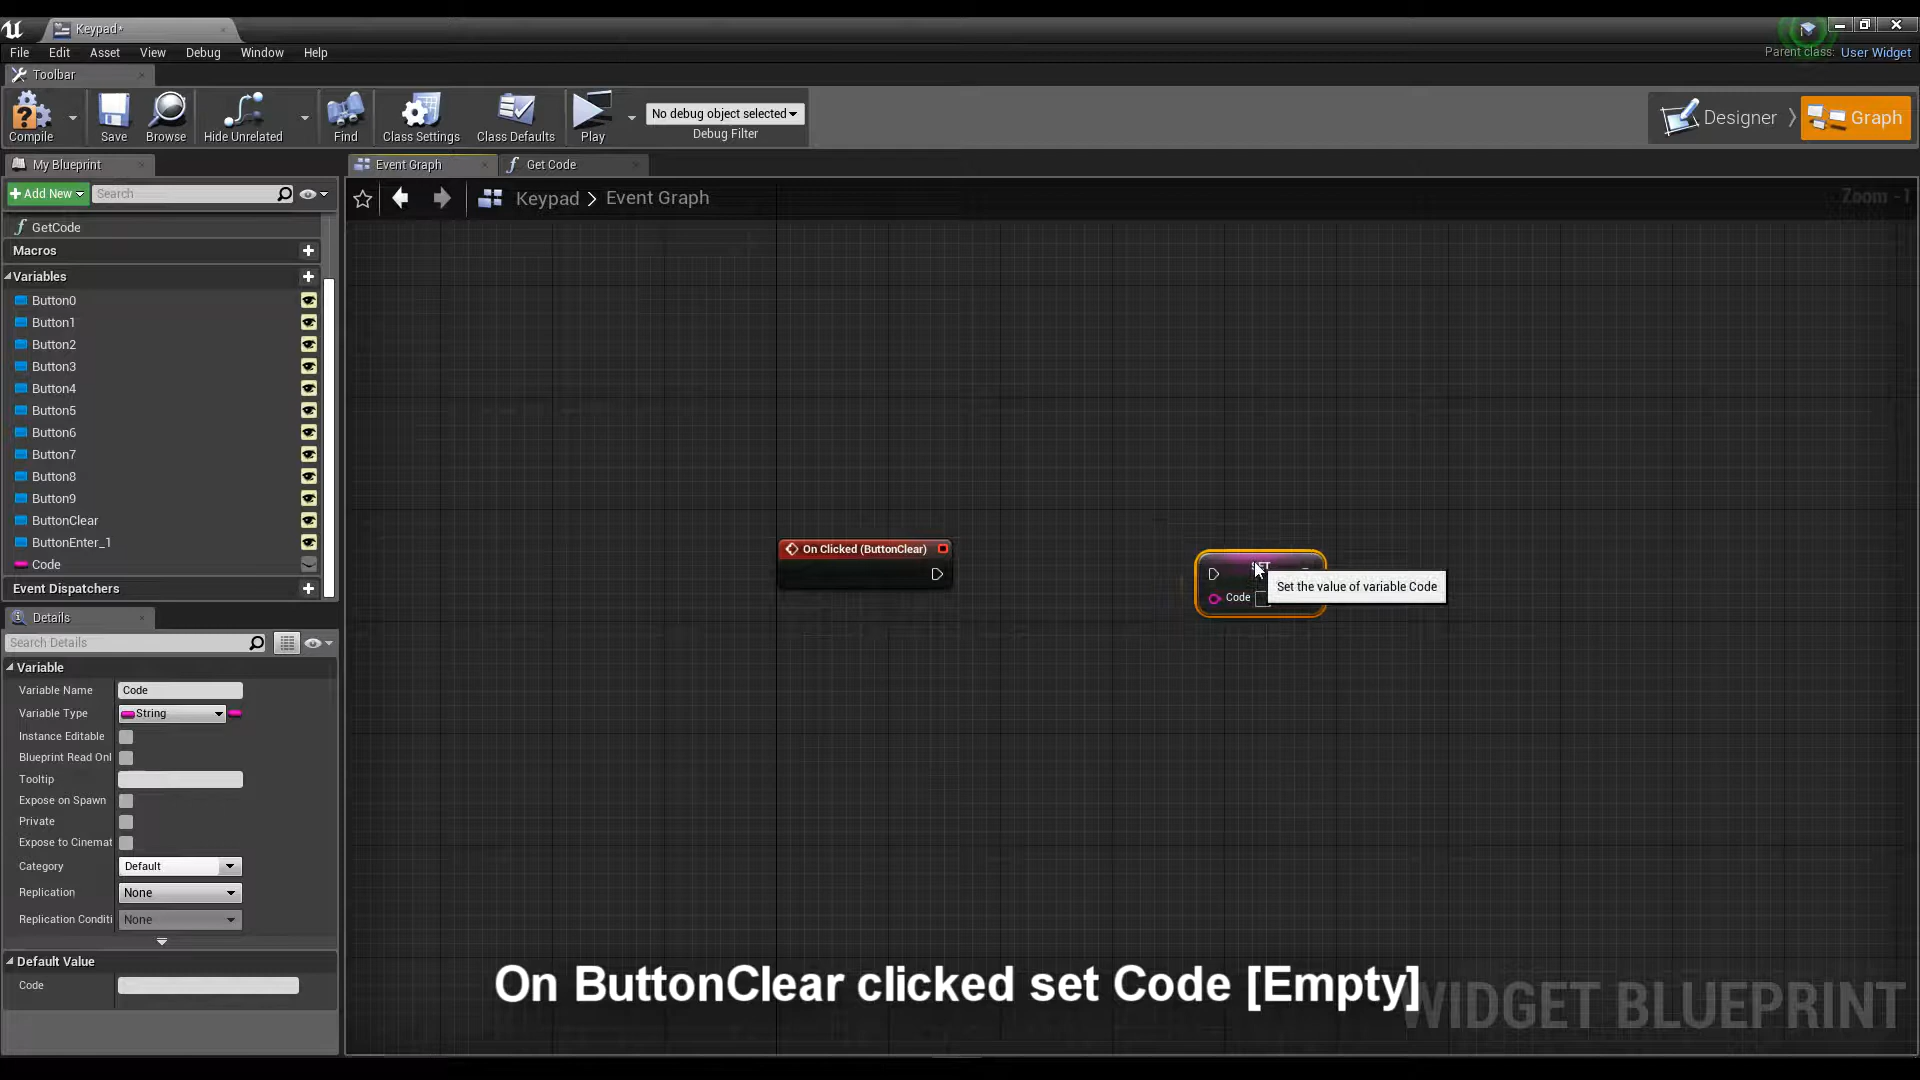 Keypad*
File Edit Asset View Debug Window Help
Parent class: User Widget
Toolbar
Compile Save Browse Hide Unrelated Find Class Settings Class Defaults Play
No debug object selected
Debug Filter
Designer Graph
My Blueprint
Event Graph Get Code
Add New Search
Keypad > Event Graph
Zoom -1
GetCode
Macros
Variables
Button0
Button1
Button2
Button3
Button4
Button5
Button6
Button7
Button8
Button9
ButtonClear
ButtonEnter_1
Code
Event Dispatchers
On Clicked (ButtonClear)
SET
Code
Set the value of variable Code
Details
Search Details
Variable
Variable Name Code
Variable Type String
Instance Editable
Blueprint Read Onl
Tooltip
Expose on Spawn
Private
Expose to Cinemat
Category Default
Replication None
Replication Conditi None
Default Value
Code
On ButtonClear clicked set Code [Empty]
WIDGET BLUEPRINT